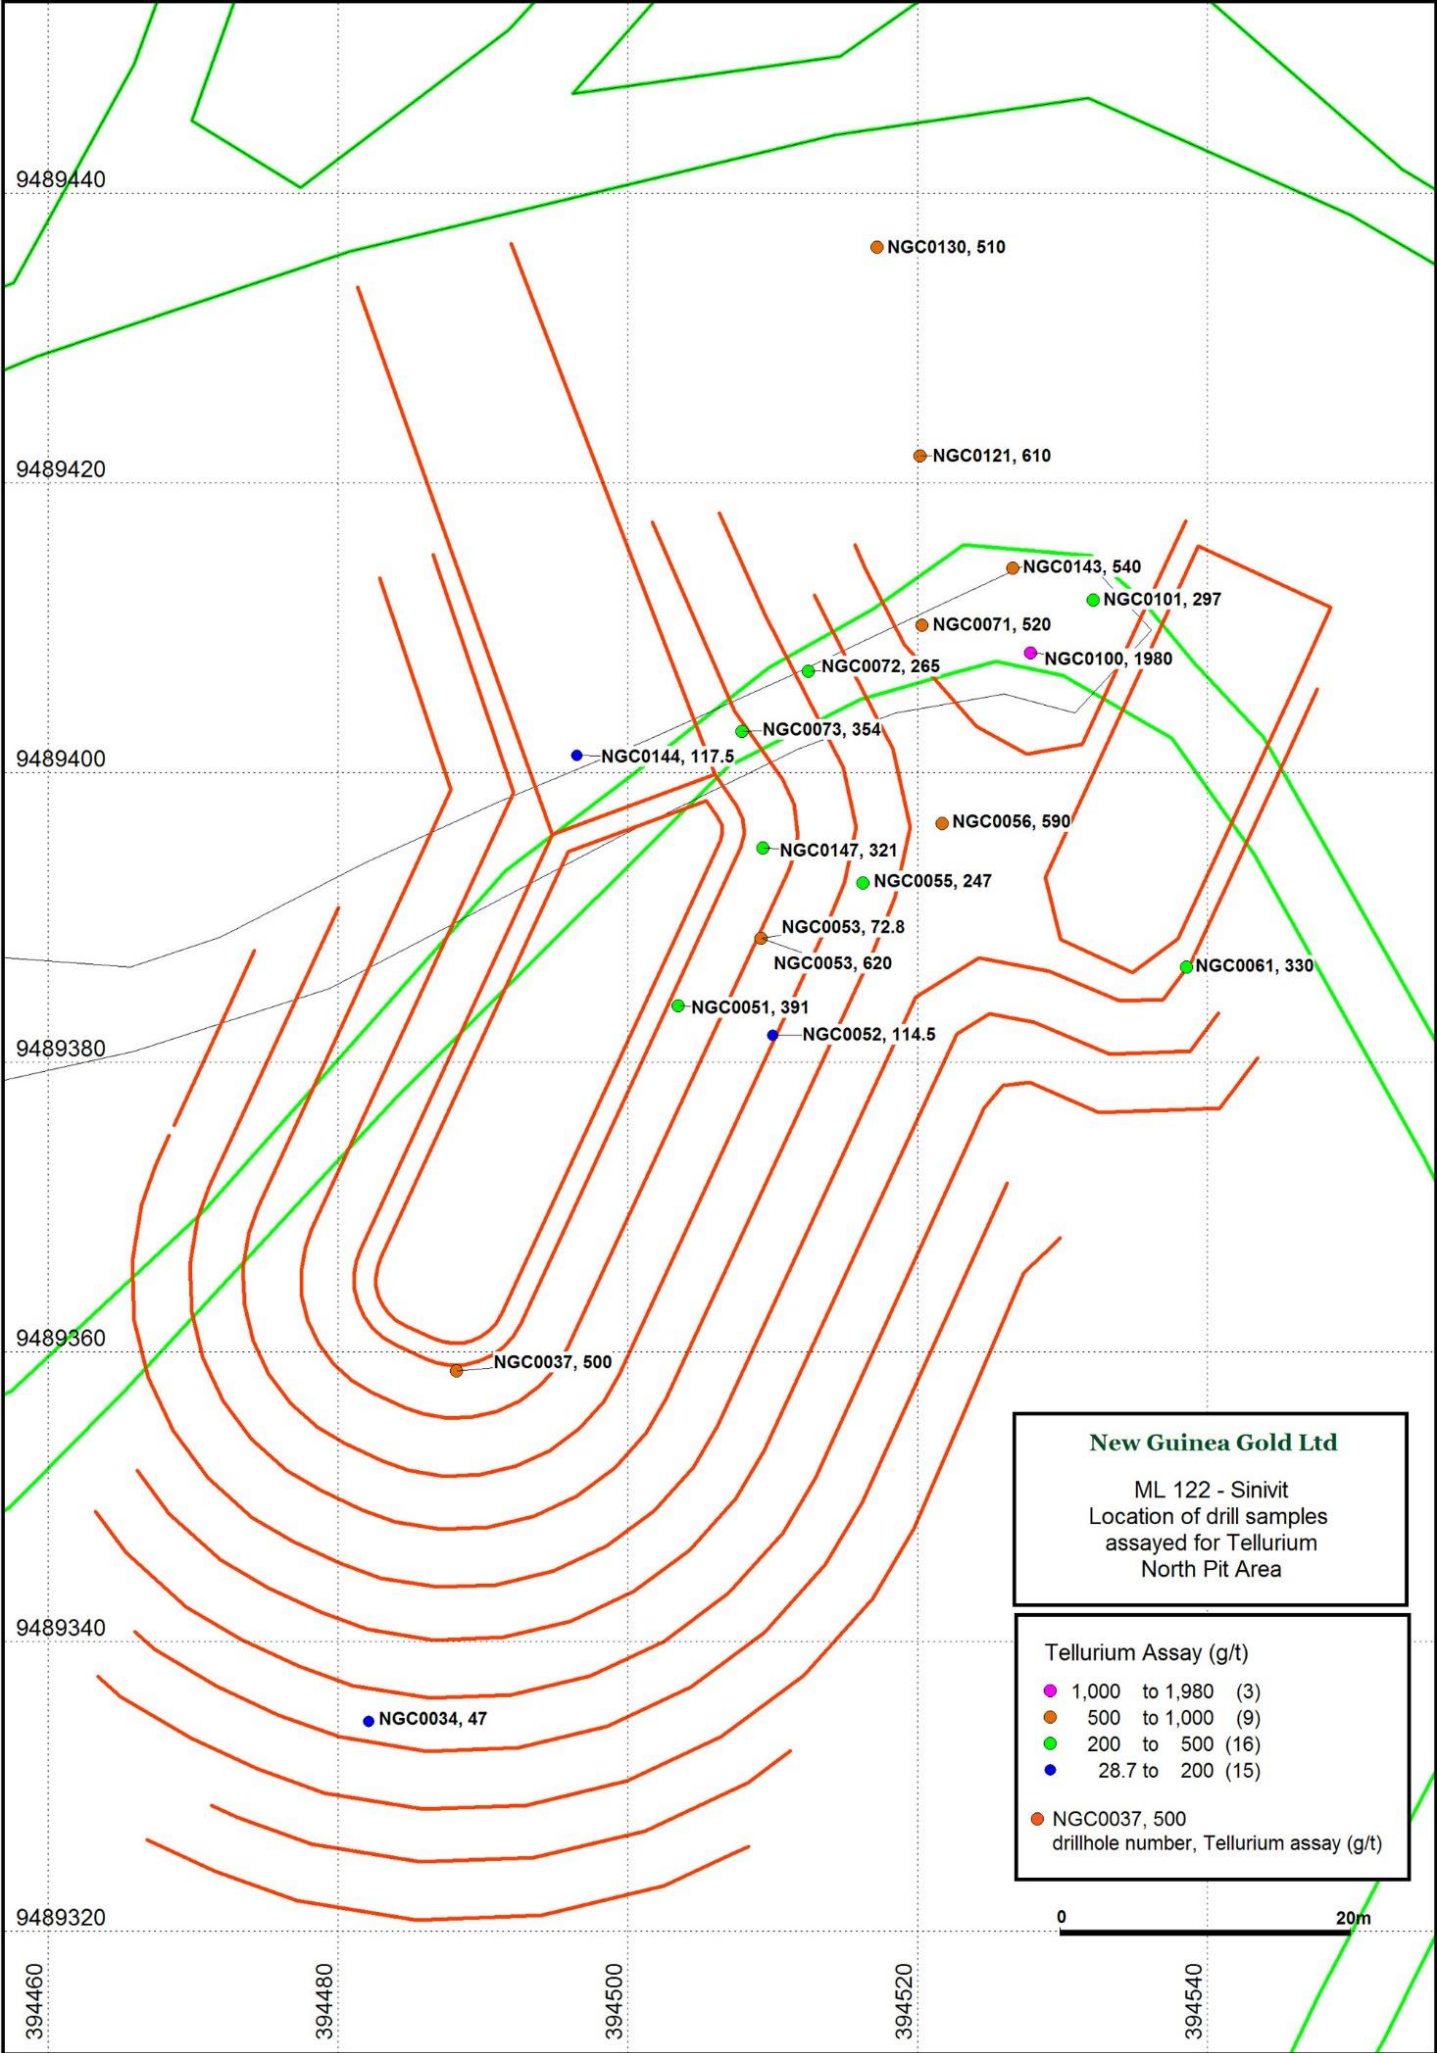 9489440
NGC0130, 510
9489420
NGC0121, 610
NGC0143, 540
NGC0101, 297
NGC0071, 520
NGC0100, 1980
NGC0072, 265
NGC0073, 354
NGC0144, 117.5
9489400
NGC0056, 590
NGC0147, 321
NGC0055, 247
NGC0053, 72.8
NGC0053, 620
NGC0061, 330
NGC0051, 391
NGC0052, 114.5
9489380
9489360
NGC0037, 500
New Guinea Gold Ltd
ML 122 - Sinivit
Location of drill samples
assayed for Tellurium
North Pit Area
9489340
Tellurium Assay (g/t)
1,000 to 1,980 (3)
500 to 1,000 (9)
200 to 500 (16)
28.7 to 200 (15)
NGC0034, 47
NGC0037, 500
drillhole number, Tellurium assay (g/t)
9489320
0 20m
394460
394480
394500
394520
394540